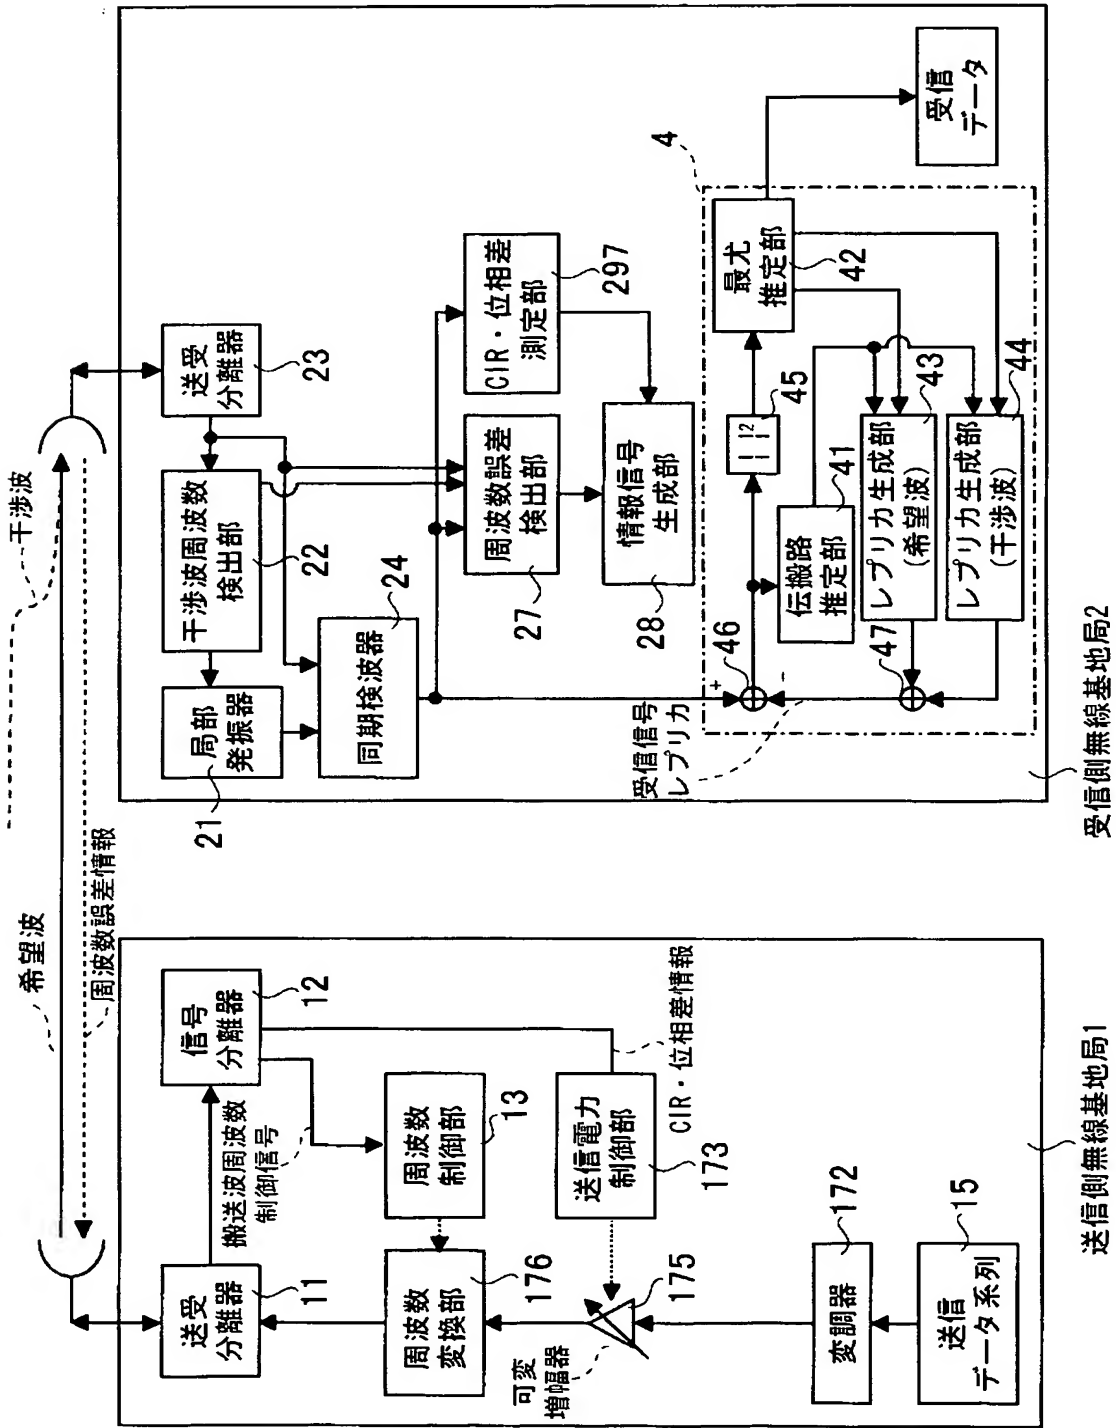 希望波
周波数誤差情報
干渉波
送受
分離器
11
信号
分離器
12
搬送波周波数
制御信号
周波数
変換部
176
周波数
制御部
13
可変
増幅器
175
送信電力
制御部
173
CIR・位相差情報
変調器
172
送信
データ系列
15
送信側無線基地局1
局部
発振器
21
干渉波周波数
検出部
22
送受
分離器
23
同期検波器
24
周波数誤差
検出部
27
CIR・位相差
測定部
297
情報信号
生成部
28
受信信号
レプリカ
+
46
-
| |²
45
最尤
推定部
42
4
伝搬路
推定部
41
レプリカ生成部
(希望波)
43
47
レプリカ生成部
(干渉波)
44
受信
データ
受信側無線基地局2